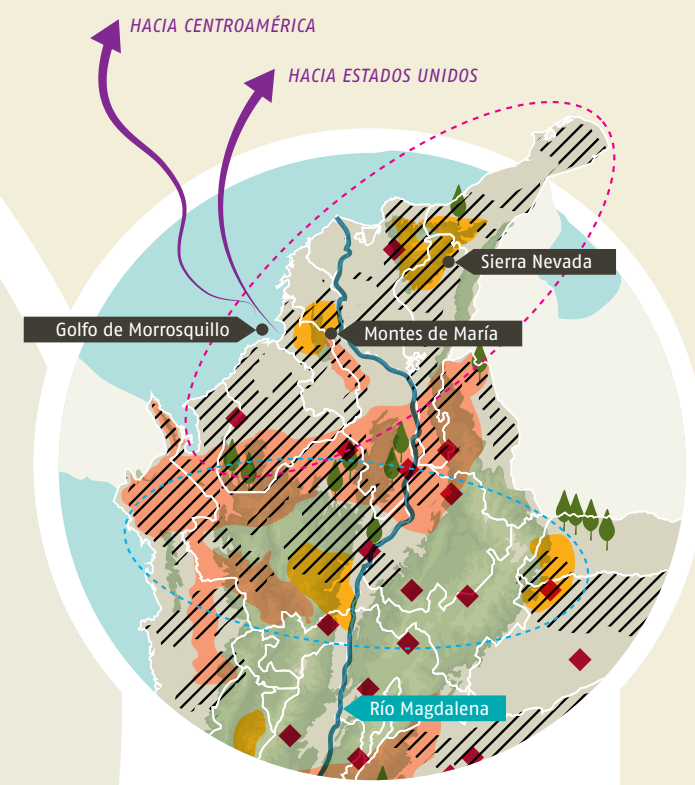 HACIA CENTROAMÉRICA
HACIA ESTADOS UNIDOS
Sierra Nevada
Golfo de Morrosquillo
Montes de María
Río Magdalena